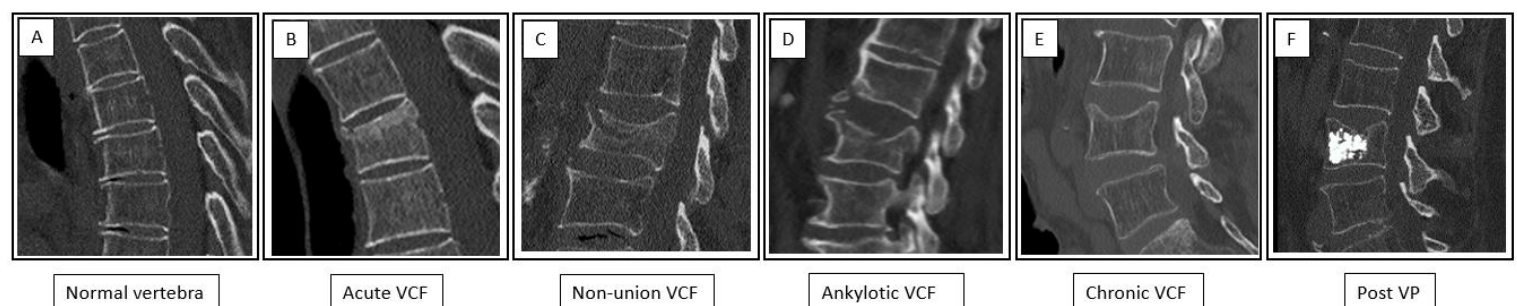 A
B
C
D
E
F
Normal vertebra
Acute VCF
Non-union VCF
Ankylotic VCF
Chronic VCF
Post VP